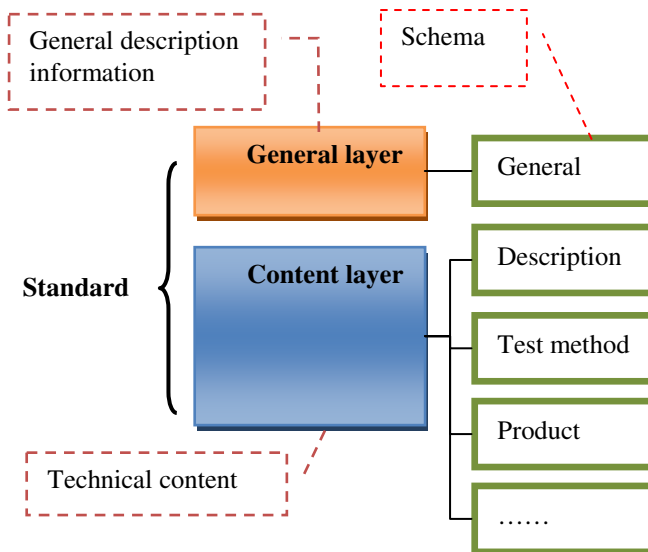 General description
information
Schema
General layer
General
Description
Standard
Content layer
Test method
Product
Technical content
……